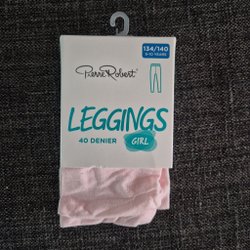 134/140
8-10 YEARS
Pierre Robert
LEGGINGS
40 DENIER
GIRL